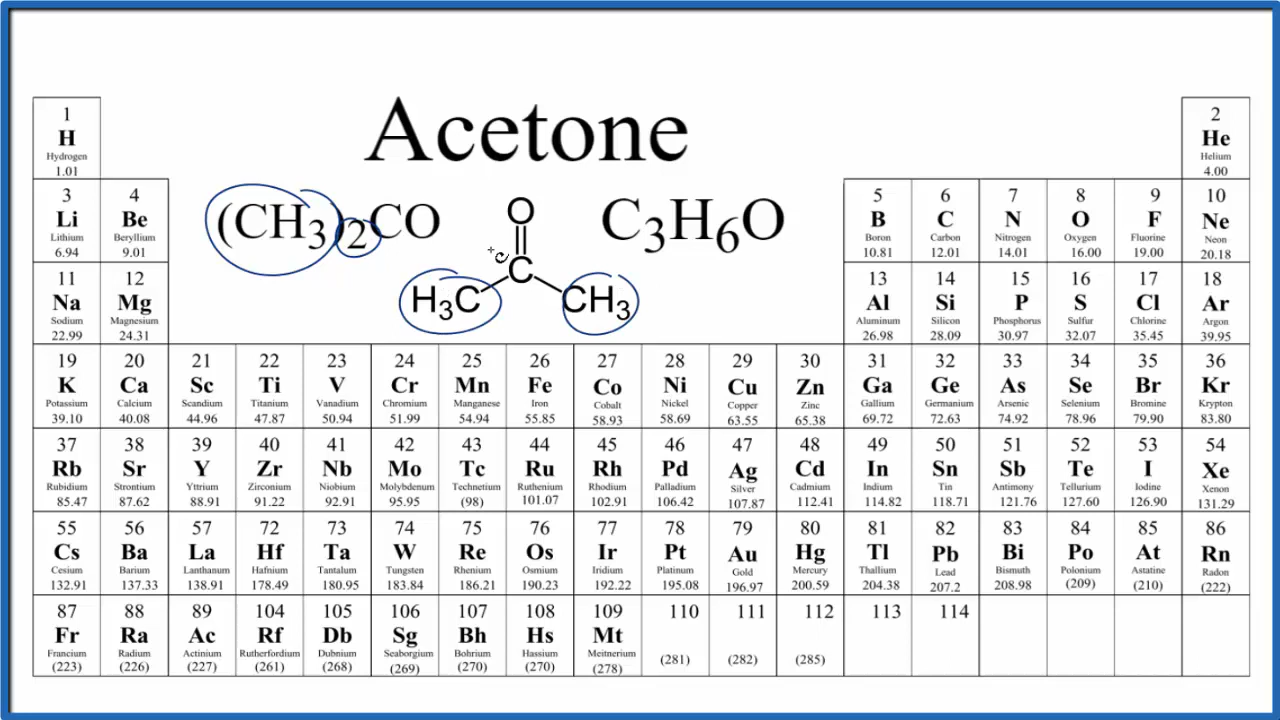 Acetone
(CH3)2CO
C3H6O
O
C
H3C CH3
1 2
H He
Hydrogen Helium
1.01 4.00
3 4 5 6 7 8 9 10
Li Be B C N O F Ne
Lithium Beryllium Boron Carbon Nitrogen Oxygen Fluorine Neon
6.94 9.01 10.81 12.01 14.01 16.00 19.00 20.18
11 12 13 14 15 16 17 18
Na Mg Al Si P S Cl Ar
Sodium Magnesium Aluminum Silicon Phosphorus Sulfur Chlorine Argon
22.99 24.31 26.98 28.09 30.97 32.07 35.45 39.95
19 20 21 22 23 24 25 26 27 28 29 30 31 32 33 34 35 36
K Ca Sc Ti V Cr Mn Fe Co Ni Cu Zn Ga Ge As Se Br Kr
Potassium Calcium Scandium Titanium Vanadium Chromium Manganese Iron Cobalt Nickel Copper Zinc Gallium Germanium Arsenic Selenium Bromine Krypton
39.10 40.08 44.96 47.87 50.94 51.99 54.94 55.85 58.93 58.69 63.55 65.38 69.72 72.63 74.92 78.96 79.90 83.80
37 38 39 40 41 42 43 44 45 46 47 48 49 50 51 52 53 54
Rb Sr Y Zr Nb Mo Tc Ru Rh Pd Ag Cd In Sn Sb Te I Xe
Rubidium Strontium Yttrium Zirconium Niobium Molybdenum Technetium Ruthenium Rhodium Palladium Silver Cadmium Indium Tin Antimony Tellurium Iodine Xenon
85.47 87.62 88.91 91.22 92.91 95.95 (98) 101.07 102.91 106.42 107.87 112.41 114.82 118.71 121.76 127.60 126.90 131.29
55 56 57 72 73 74 75 76 77 78 79 80 81 82 83 84 85 86
Cs Ba La Hf Ta W Re Os Ir Pt Au Hg Tl Pb Bi Po At Rn
Cesium Barium Lanthanum Hafnium Tantalum Tungsten Rhenium Osmium Iridium Platinum Gold Mercury Thallium Lead Bismuth Polonium Astatine Radon
132.91 137.33 138.91 178.49 180.95 183.84 186.21 190.23 192.22 195.08 196.97 200.59 204.38 207.2 208.98 (209) (210) (222)
87 88 89 104 105 106 107 108 109 110 111 112 113 114
Fr Ra Ac Rf Db Sg Bh Hs Mt
Francium Radium Actinium Rutherfordium Dubnium Seaborgium Bohrium Hassium Meitnerium
(223) (226) (227) (261) (268) (269) (270) (270) (278) (281) (282) (285)